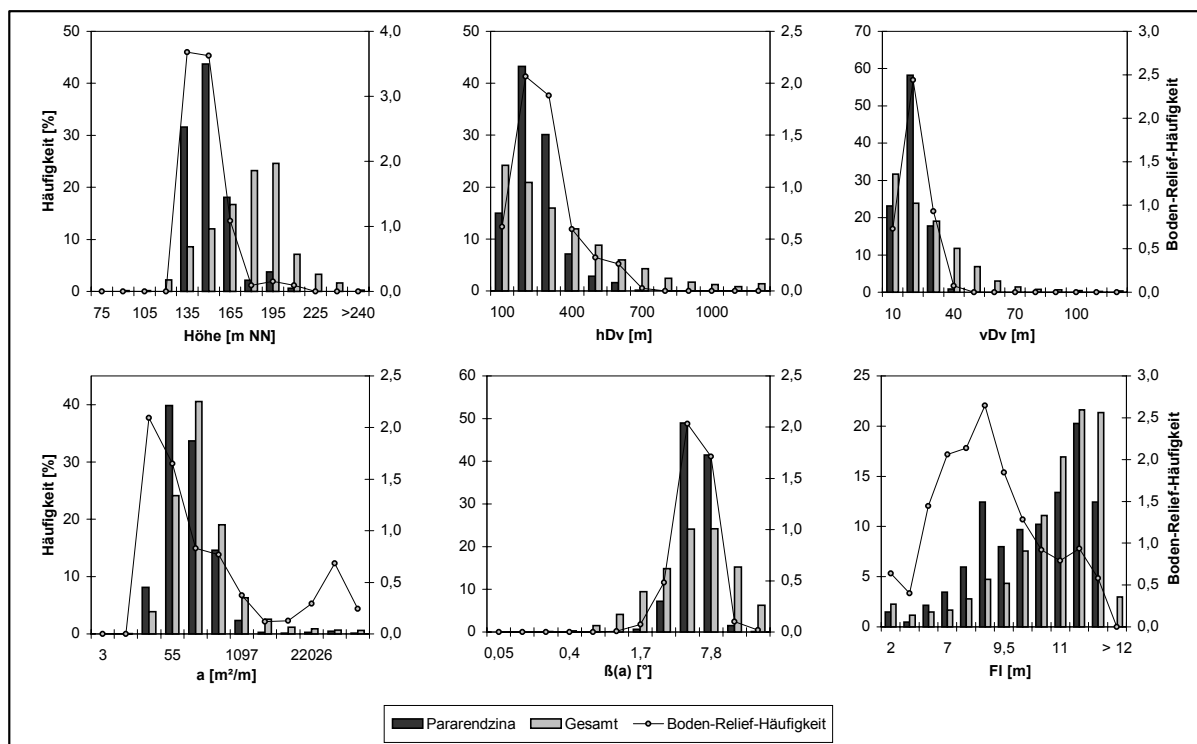 50 4,0 50 2,5 70 3,0
40 3,0 40 2,0 60 2,5
30 2,0 30 1,5 50 2,0
20 1,0 20 1,0 40 1,5
10 0,0 10 0,5 30 1,0
0 0 0,0 20 0,5
10 0,0
0
Häufigkeit [%]
Boden-Relief-Häufigkeit
75 105 135 165 195 225 >240
100 400 700 1000
10 40 70 100
Höhe [m NN]
hDv [m]
vDv [m]
40 2,5 60 2,5 25 3,0
30 2,0 50 2,0 20 2,5
20 1,5 40 1,5 15 2,0
10 1,0 30 1,0 10 1,5
0 0,5 20 0,5 5 1,0
0,0 10 0,0 0 0,5
0 0,0
Häufigkeit [%]
Boden-Relief-Häufigkeit
3 55 1097 22026
0,05 0,4 1,7 7,8
2 7 9,5 11 > 12
a [m²/m]
ß(a) [°]
Fl [m]
Pararendzina Gesamt Boden-Relief-Häufigkeit